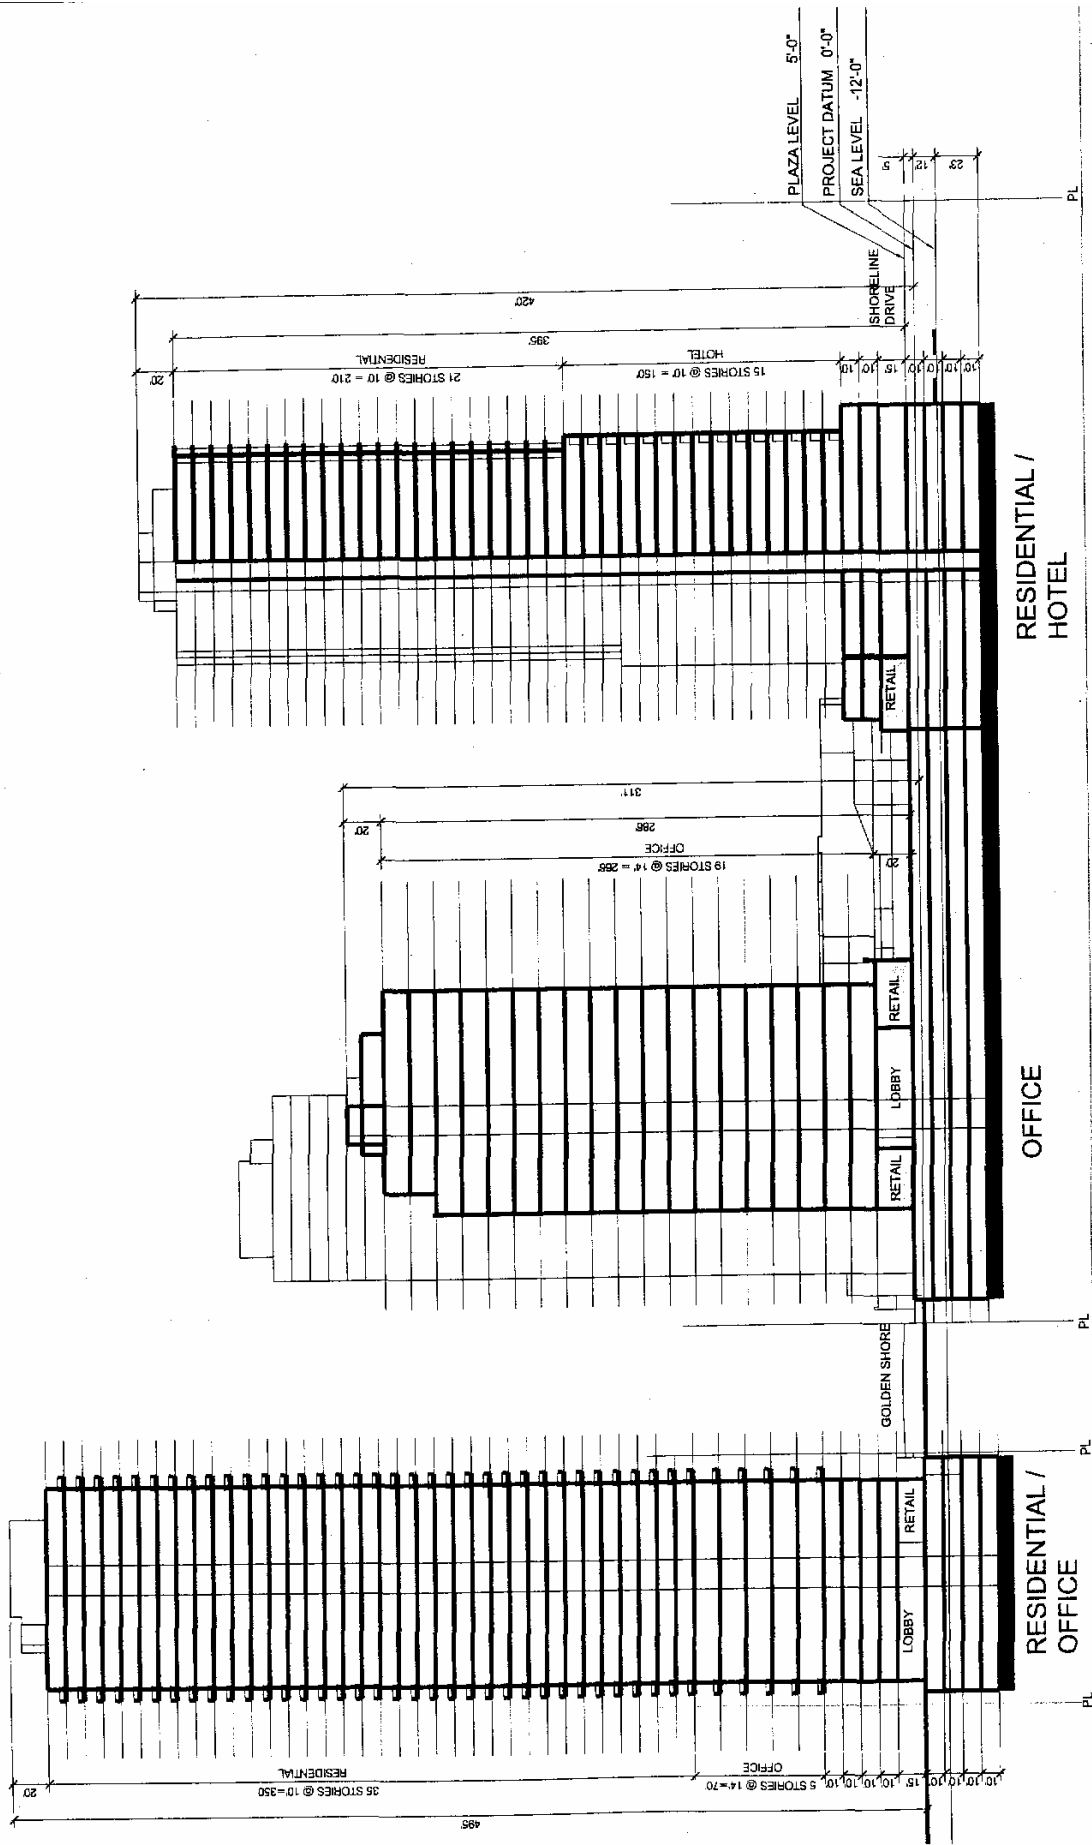 PLAZA LEVEL 5'-0"
PROJECT DATUM 0'-0"
SEA LEVEL -12'-0"
PL
5'
12'
23'
SHORELINE
DRIVE
420'
395'
20'
21 STORIES @ 10' = 210'
RESIDENTIAL
15 STORIES @ 10' = 150'
HOTEL
10'
10'
15'
10'
10'
10'
10'
RETAIL
RESIDENTIAL /
HOTEL
311'
20'
286'
19 STORIES @ 14' = 266'
OFFICE
20'
RETAIL
LOBBY
RETAIL
OFFICE
PL
GOLDEN SHORE
PL
RETAIL
LOBBY
RESIDENTIAL /
OFFICE
PL
20'
35 STORIES @ 10'=350'
RESIDENTIAL
5 STORIES @ 14'=70'
OFFICE
10'
10'
10'
10'
15'
10'
10'
10'
10'
495'